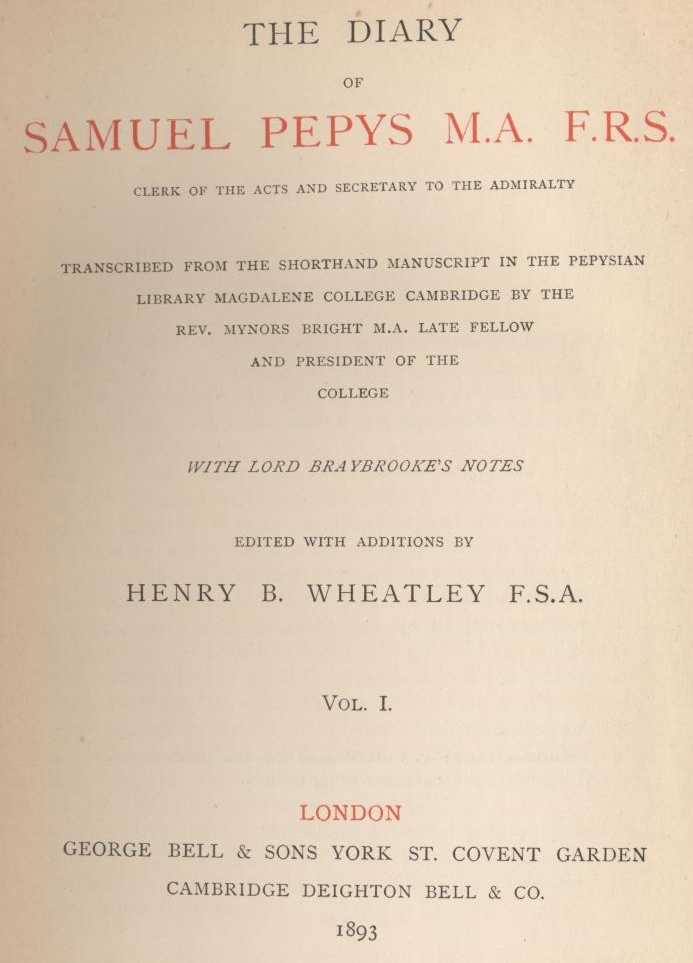 THE DIARY
OF
SAMUEL PEPYS M.A. F.R.S.
CLERK OF THE ACTS AND SECRETARY TO THE ADMIRALTY
TRANSCRIBED FROM THE SHORTHAND MANUSCRIPT IN THE PEPYSIAN
LIBRARY MAGDALENE COLLEGE CAMBRIDGE BY THE
REV. MYNORS BRIGHT M.A. LATE FELLOW
AND PRESIDENT OF THE
COLLEGE
WITH LORD BRAYBROOKE'S NOTES
EDITED WITH ADDITIONS BY
HENRY B. WHEATLEY F.S.A.
VOL. I.
LONDON
GEORGE BELL & SONS YORK ST. COVENT GARDEN
CAMBRIDGE DEIGHTON BELL & CO.
1893